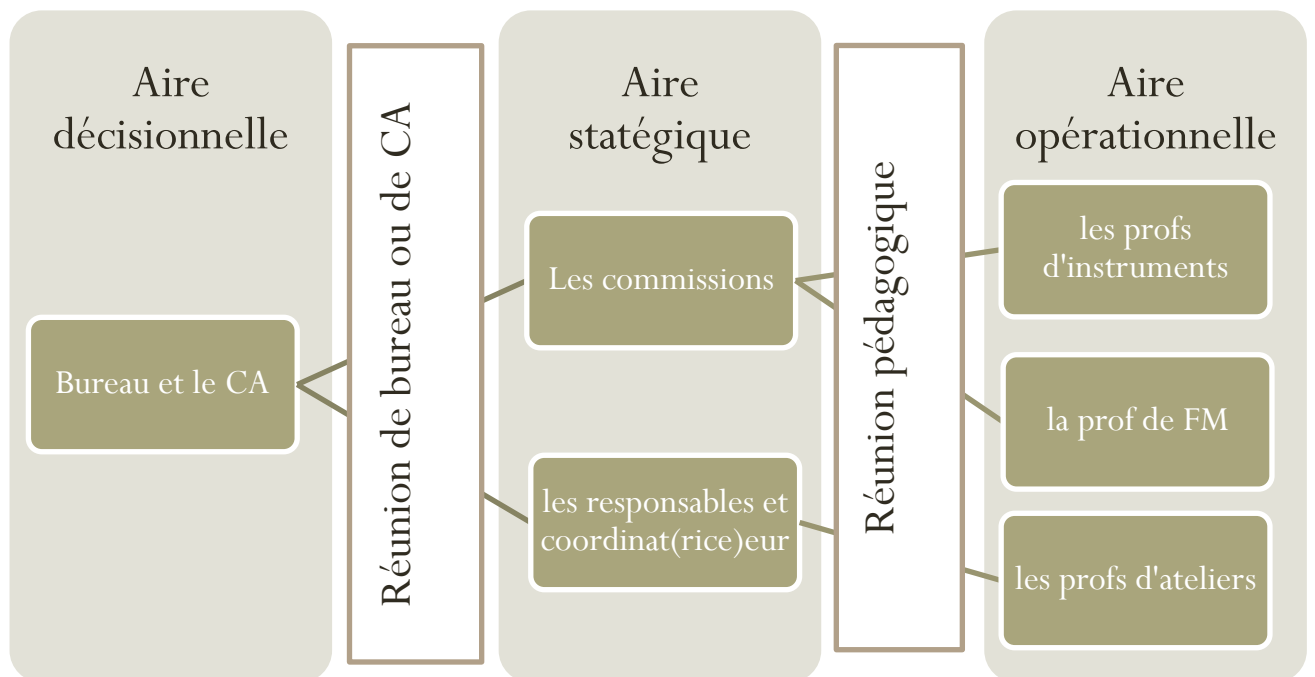 Aire
décisionnelle
Bureau et le CA
Réunion de bureau ou de CA
Aire
statégique
Les commissions
les responsables et
coordinat(rice)eur
Réunion pédagogique
Aire
opérationnelle
les profs
d'instruments
la prof de FM
les profs d'ateliers